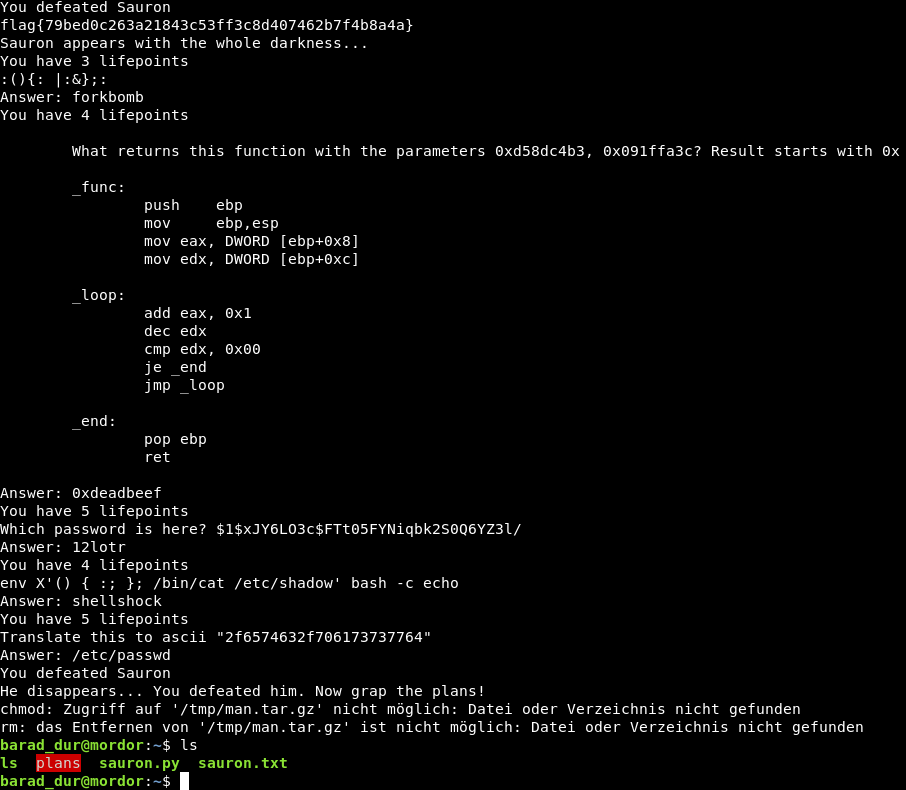 You defeated Sauron
flag{79bed0c263a21843c53ff3c8d407462b7f4b8a4a}
Sauron appears with the whole darkness...
You have 3 lifepoints
:(){: |:&};:
Answer: forkbomb
You have 4 lifepoints
What returns this function with the parameters 0xd58dc4b3, 0x091ffa3c? Result starts with 0x
_func:
push    ebp
mov     ebp,esp
mov eax, DWORD [ebp+0x8]
mov edx, DWORD [ebp+0xc]
_loop:
add eax, 0x1
dec edx
cmp edx, 0x00
je _end
jmp _loop
_end:
pop ebp
ret
Answer: 0xdeadbeef
You have 5 lifepoints
Which password is here? $1$xJY6LO3c$FTt05FYNiqbk2S0Q6YZ3l/
Answer: 12lotr
You have 4 lifepoints
env X'() { :; }; /bin/cat /etc/shadow' bash -c echo
Answer: shellshock
You have 5 lifepoints
Translate this to ascii "2f6574632f706173737764"
Answer: /etc/passwd
You defeated Sauron
He disappears... You defeated him. Now grap the plans!
chmod: Zugriff auf '/tmp/man.tar.gz' nicht möglich: Datei oder Verzeichnis nicht gefunden
rm: das Entfernen von '/tmp/man.tar.gz' ist nicht möglich: Datei oder Verzeichnis nicht gefunden
barad_dur@mordor:~$ ls
ls  plans  sauron.py  sauron.txt
barad_dur@mordor:~$